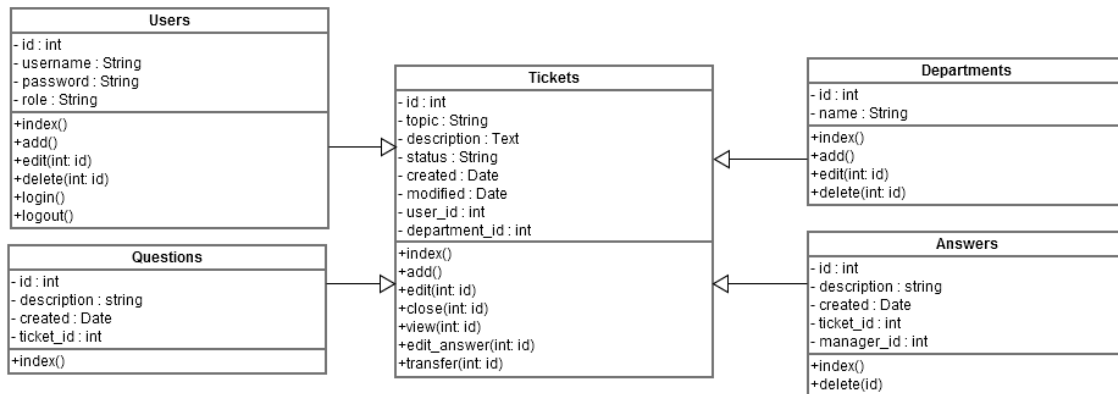 Users
- id : int
- username : String
- password : String
- role : String
+index()
+add()
+edit(int: id)
+delete(int: id)
+login()
+logout()
Questions
- id : int
- description : string
- created : Date
- ticket_id : int
+index()
Tickets
- id : int
- topic : String
- description : Text
- status : String
- created : Date
- modified : Date
- user_id : int
- department_id : int
+index()
+add()
+edit(int: id)
+close(int: id)
+view(int: id)
+edit_answer(int: id)
+transfer(int: id)
Departments
- id : int
- name : String
+index()
+add()
+edit(int: id)
+delete(int: id)
Answers
- id : int
- description : string
- created : Date
- ticket_id : int
- manager_id : int
+index()
+delete(id)